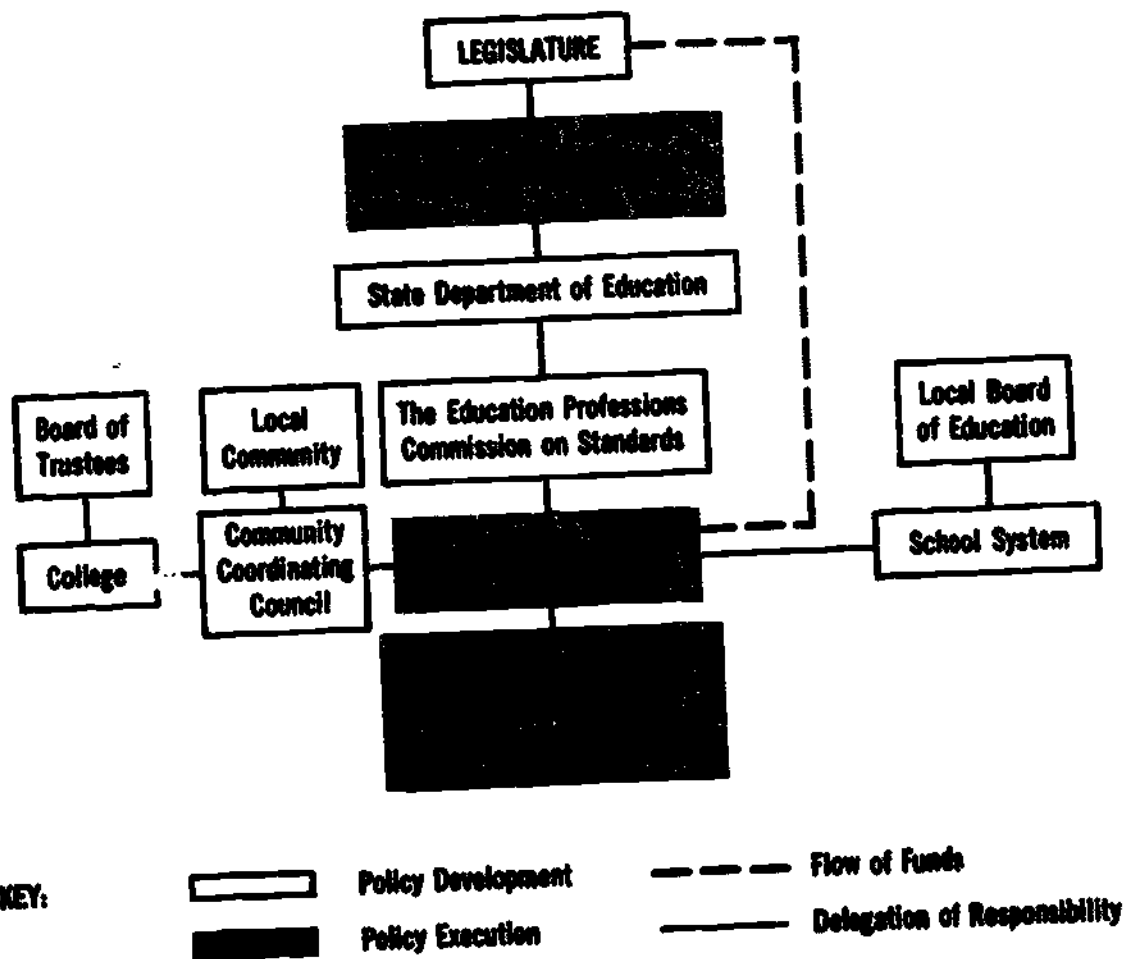 LEGISLATURE
State Department of Education
The Education Professions
Commission on Standards
Local Board
of Education
Board of
Trustees
Local
Community
College
Community
Coordinating
Council
School System
KEY:
Policy Development
Flow of Funds
Policy Execution
Delegation of Responsibility